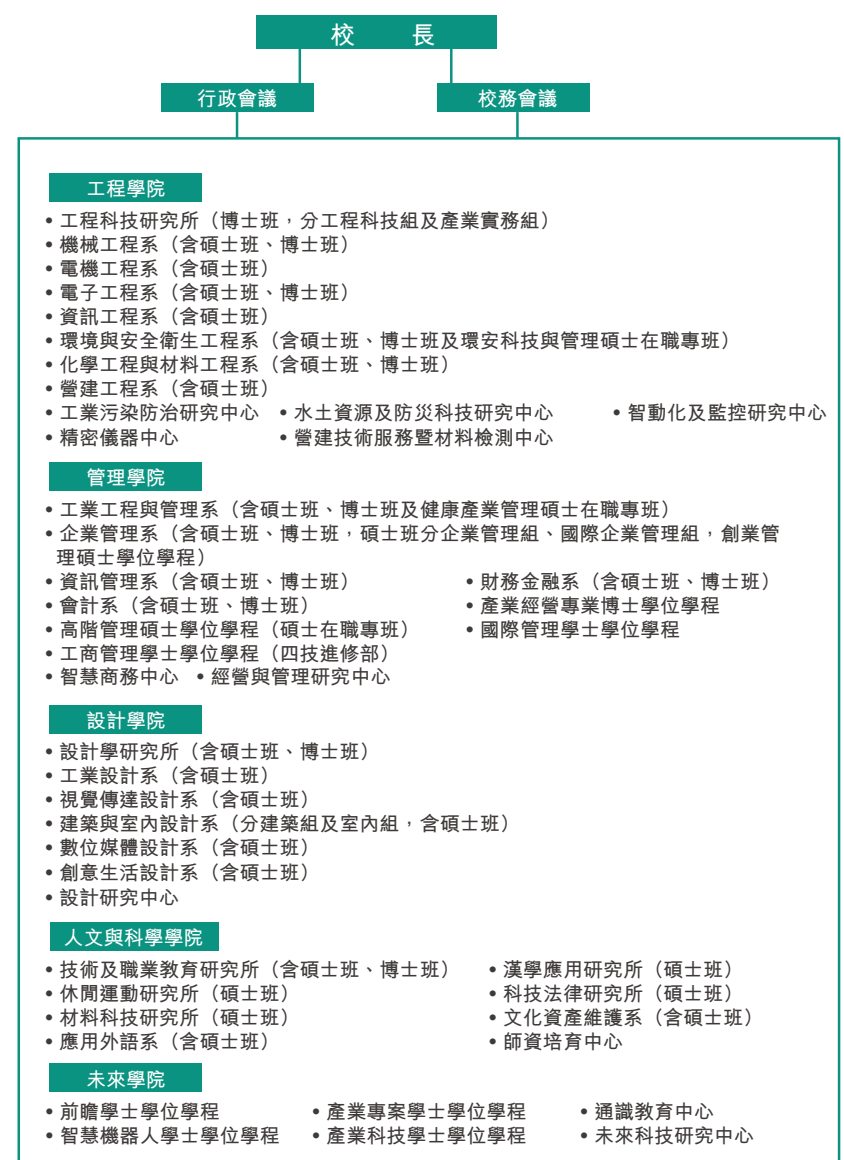 校 長
行政會議 校務會議
工程學院
•工程科技研究所（博士班，分工程科技組及產業實務組）
•機械工程系（含碩士班、博士班）
•電機工程系（含碩士班）
•電子工程系（含碩士班、博士班）
•資訊工程系（含碩士班）
•環境與安全衛生工程系（含碩士班、博士班及環安科技與管理碩士在職專班）
•化學工程與材料工程系（含碩士班、博士班）
•營建工程系（含碩士班）
•工業污染防治研究中心 •水土資源及防災科技研究中心 •智動化及監控研究中心
•精密儀器中心 •營建技術服務暨材料檢測中心
管理學院
•工業工程與管理系（含碩士班、博士班及健康產業管理碩士在職專班）
•企業管理系（含碩士班、博士班，碩士班分企業管理組、國際企業管理組，創業管
理碩士學位學程）
•資訊管理系（含碩士班、博士班） •財務金融系（含碩士班、博士班）
•會計系（含碩士班、博士班） •產業經營專業博士學位學程
•高階管理碩士學位學程（碩士在職專班） •國際管理學士學位學程
•工商管理學士學位學程（四技進修部）
•智慧商務中心 •經營與管理研究中心
設計學院
•設計學研究所（含碩士班、博士班）
•工業設計系（含碩士班）
•視覺傳達設計系（含碩士班）
•建築與室內設計系（分建築組及室內組，含碩士班）
•數位媒體設計系（含碩士班）
•創意生活設計系（含碩士班）
•設計研究中心
人文與科學學院
•技術及職業教育研究所（含碩士班、博士班） •漢學應用研究所（碩士班）
•休閒運動研究所（碩士班） •科技法律研究所（碩士班）
•材料科技研究所（碩士班） •文化資產維護系（含碩士班）
•應用外語系（含碩士班） •師資培育中心
未來學院
•前瞻學士學位學程 •產業專案學士學位學程 •通識教育中心
•智慧機器人學士學位學程 •產業科技學士學位學程 •未來科技研究中心